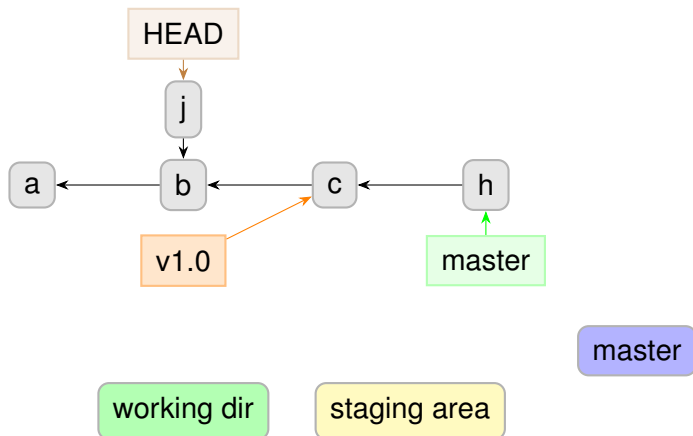 HEAD
j
a
b
c
h
v1.0
master
master
working dir
staging area